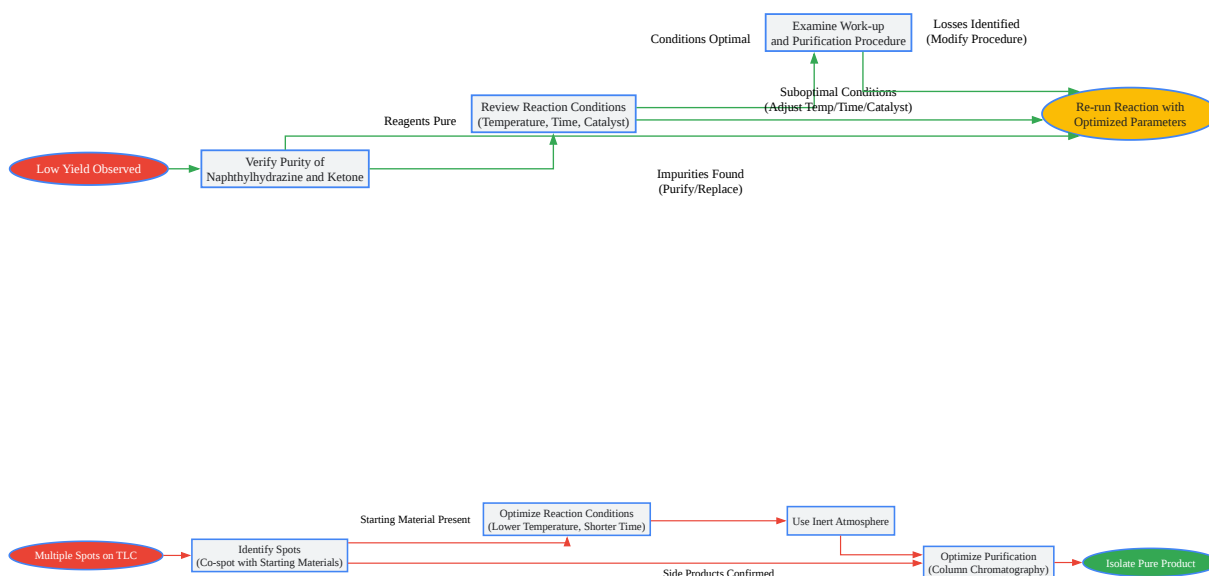 Examine Work-up
and Purification Procedure
Losses Identified
(Modify Procedure)
Conditions Optimal
Review Reaction Conditions
(Temperature, Time, Catalyst)
Suboptimal Conditions
(Adjust Temp/Time/Catalyst)
Re-run Reaction with
Optimized Parameters
Reagents Pure
Low Yield Observed
Verify Purity of
Naphthylhydrazine and Ketone
Impurities Found
(Purify/Replace)
Starting Material Present
Optimize Reaction Conditions
(Lower Temperature, Shorter Time)
Use Inert Atmosphere
Multiple Spots on TLC
Identify Spots
(Co-spot with Starting Materials)
Side Products Confirmed
Optimize Purification
(Column Chromatography)
Isolate Pure Product